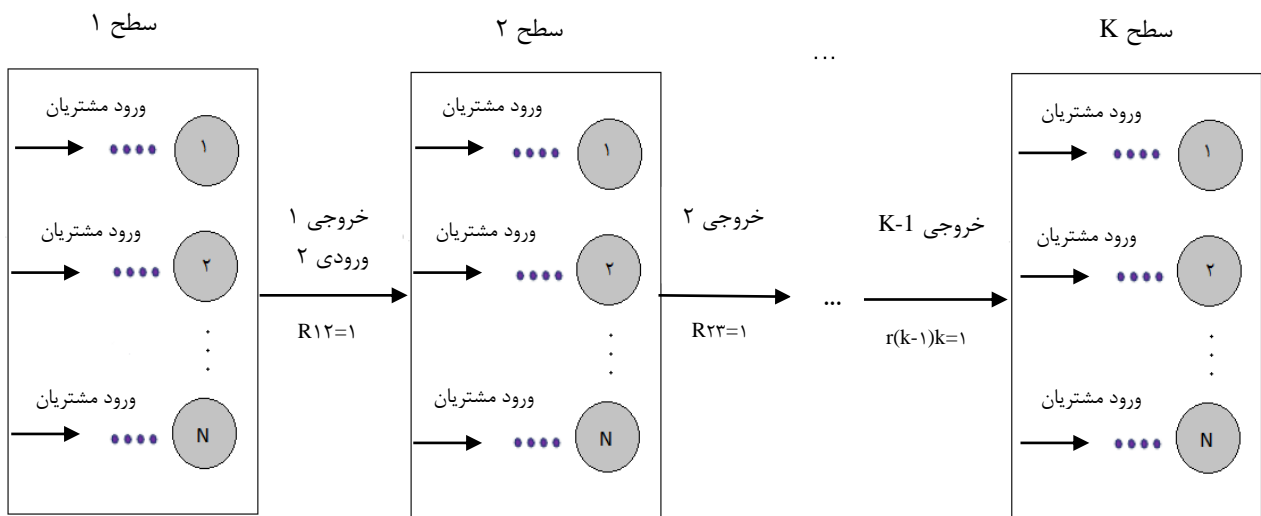 سطح ۱
ورود مشتریان
۱
ورود مشتریان
۲
ورود مشتریان
N
خروجی ۱
ورودی ۲
R۱۲=۱
سطح ۲
ورود مشتریان
۱
ورود مشتریان
۲
ورود مشتریان
N
خروجی ۲
R۲۳=۱
...
...
خروجی K-1
r(k-۱)k=۱
سطح K
ورود مشتریان
۱
ورود مشتریان
۲
ورود مشتریان
N